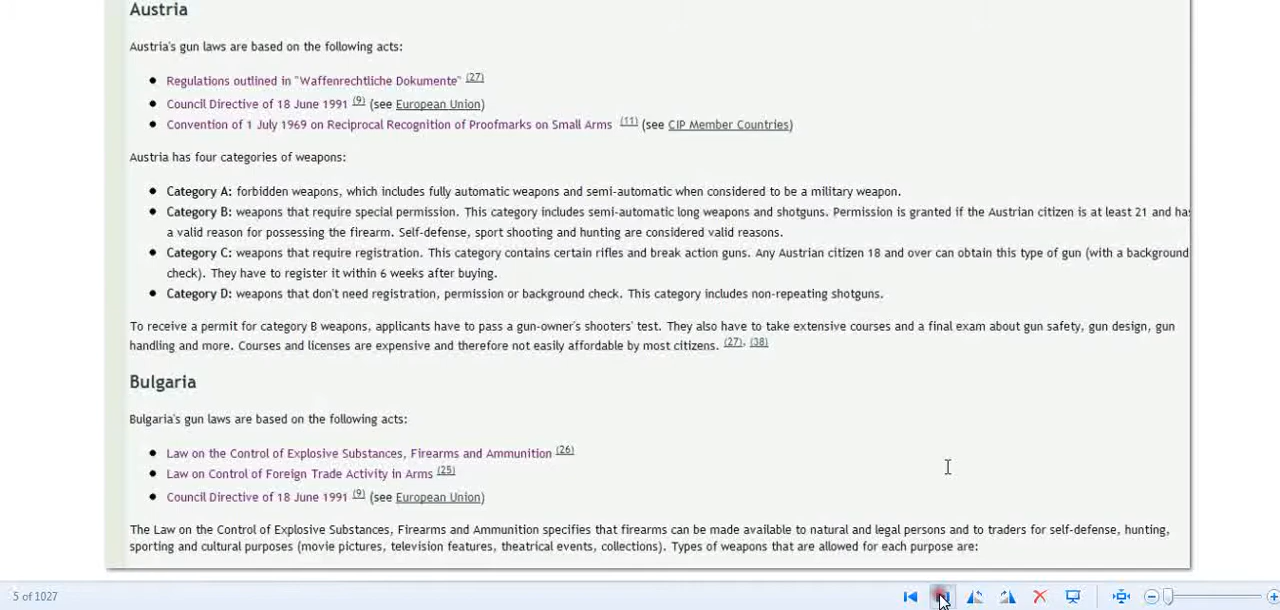 Austria
Austria's gun laws are based on the following acts:
● Regulations outlined in "Waffenrechtliche Dokumente" (27)
● Council Directive of 18 June 1991 (9) (see European Union)
● Convention of 1 July 1969 on Reciprocal Recognition of Proofmarks on Small Arms (11) (see CIP Member Countries)
Austria has four categories of weapons:
● Category A: forbidden weapons, which includes fully automatic weapons and semi-automatic when considered to be a military weapon.
● Category B: weapons that require special permission. This category includes semi-automatic long weapons and shotguns. Permission is granted if the Austrian citizen is at least 21 and has
a valid reason for possessing the firearm. Self-defense, sport shooting and hunting are considered valid reasons.
● Category C: weapons that require registration. This category contains certain rifles and break action guns. Any Austrian citizen 18 and over can obtain this type of gun (with a background
check). They have to register it within 6 weeks after buying.
● Category D: weapons that don't need registration, permission or background check. This category includes non-repeating shotguns.
To receive a permit for category B weapons, applicants have to pass a gun-owner's shooters' test. They also have to take extensive courses and a final exam about gun safety, gun design, gun
handling and more. Courses and licenses are expensive and therefore not easily affordable by most citizens. (27), (38)
Bulgaria
Bulgaria's gun laws are based on the following acts:
● Law on the Control of Explosive Substances, Firearms and Ammunition (26)
● Law on Control of Foreign Trade Activity in Arms (25)
● Council Directive of 18 June 1991 (9) (see European Union)
The Law on the Control of Explosive Substances, Firearms and Ammunition specifies that firearms can be made available to natural and legal persons and to traders for self-defense, hunting,
sporting and cultural purposes (movie pictures, television features, theatrical events, collections). Types of weapons that are allowed for each purpose are:
5 of 1027